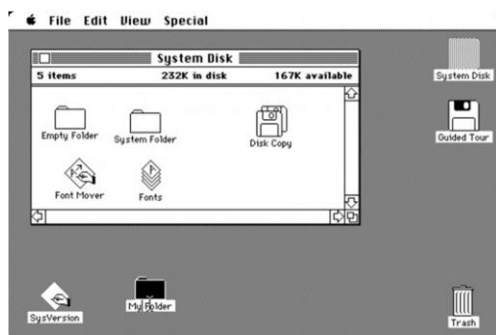 File Edit View Special
System Disk
5 items 232K in disk 167K available
Empty Folder System Folder Disk Copy
Font Mover Fonts
System Disk
Guided Tour
SysVersion My Folder Trash